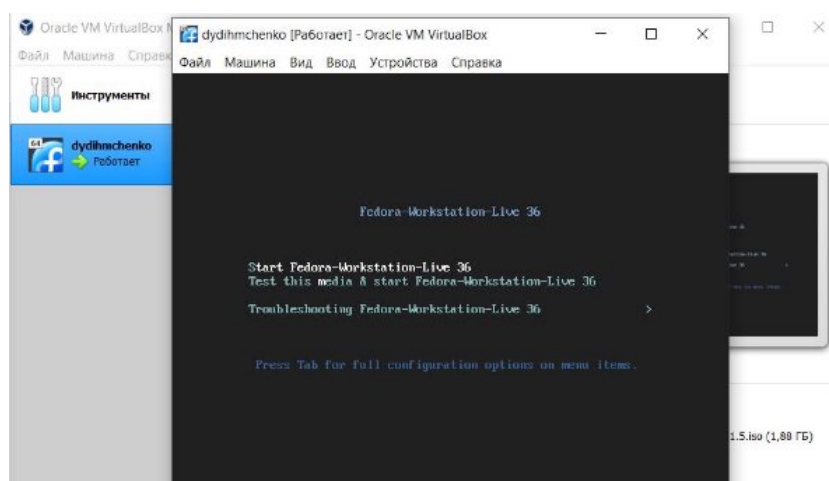 Oracle VM VirtualBox M
Файл Машина Справк
Инструменты
64
dydihmchenko
Работает
dydihmchenko [Работает] - Oracle VM VirtualBox
Файл Машина Вид Ввод Устройства Справка
Fedora-Workstation-Live 36
Start Fedora-Workstation-Live 36
Test this media & start Fedora-Workstation-Live 36
Troubleshooting Fedora-Workstation-Live 36 >
Press Tab for full configuration options on menu items.
1.5.iso (1,88 ГБ)